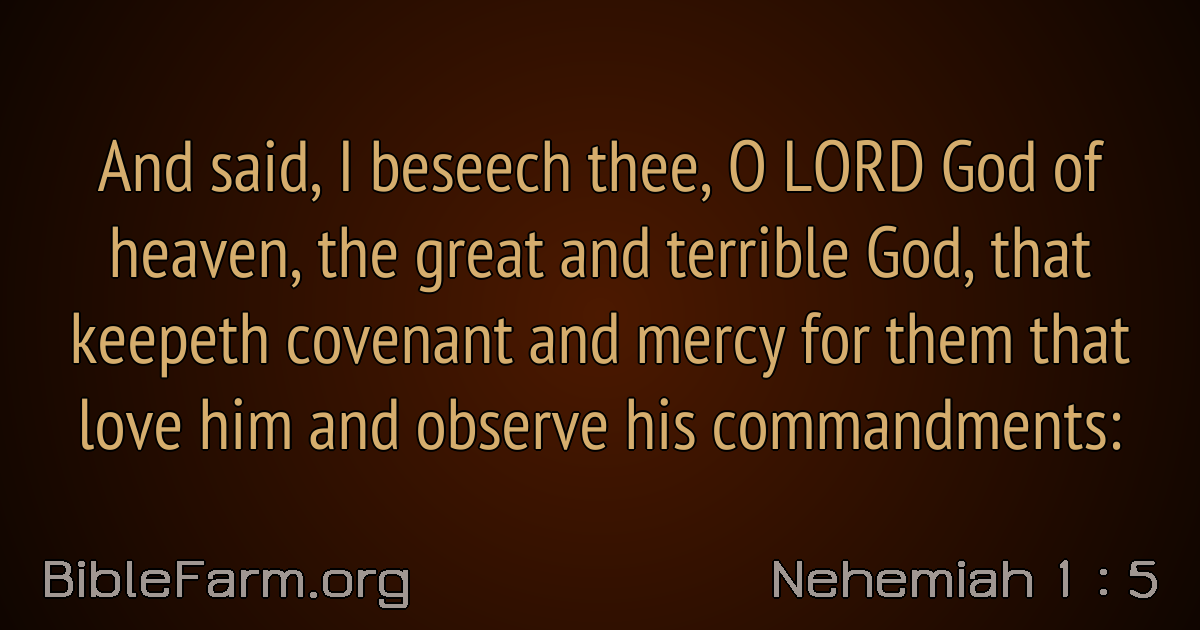 And said, I beseech thee, O LORD God of
heaven, the great and terrible God, that
keepeth covenant and mercy for them that
love him and observe his commandments:
BibleFarm.org
Nehemiah 1 : 5